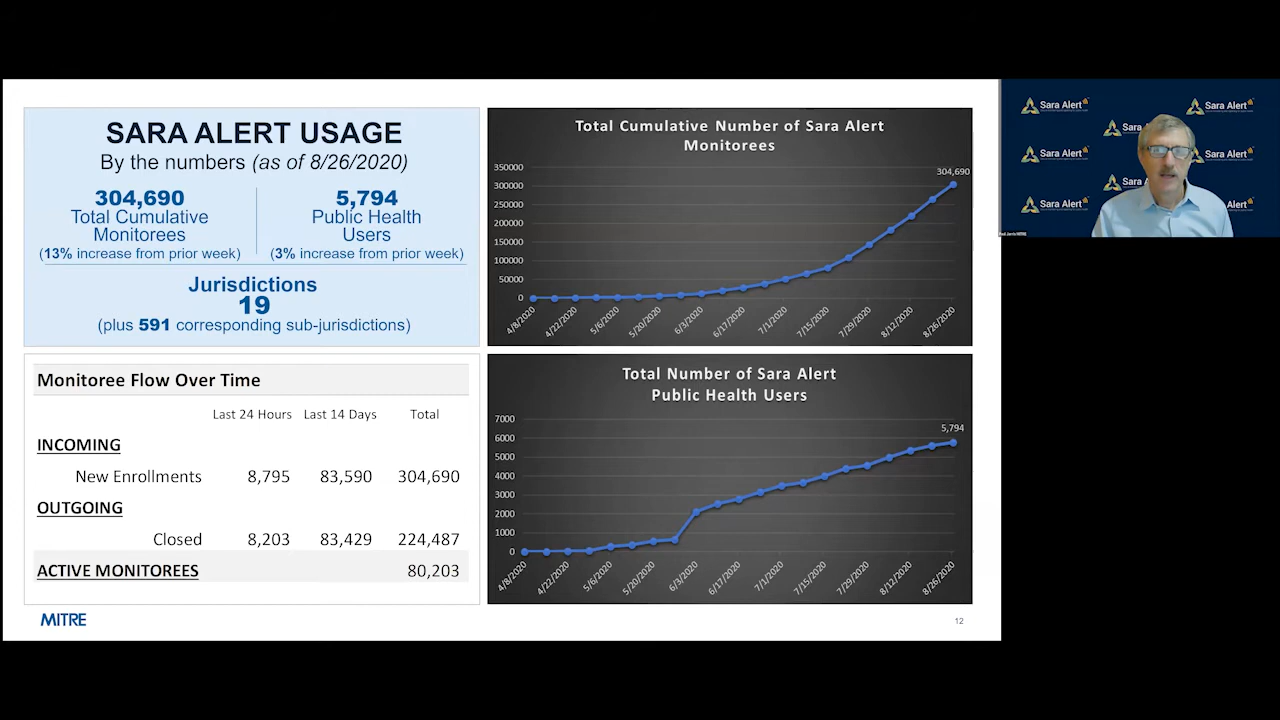 SARA ALERT USAGE
By the numbers (as of 8/26/2020)
304,690
Total Cumulative
Monitorees
(13% increase from prior week)
5,794
Public Health
Users
(3% increase from prior week)
Jurisdictions
19
(plus 591 corresponding sub-jurisdictions)
Total Cumulative Number of Sara Alert
Monitorees
350000
300000
250000
200000
150000
100000
50000
0
304,690
4/8/2020 4/22/2020 5/6/2020 5/20/2020 6/3/2020 6/17/2020 7/1/2020 7/15/2020 7/29/2020 8/12/2020 8/26/2020
Monitoree Flow Over Time
Last 24 Hours Last 14 Days Total
INCOMING
New Enrollments 8,795 83,590 304,690
OUTGOING
Closed 8,203 83,429 224,487
ACTIVE MONITOREES 80,203
Total Number of Sara Alert
Public Health Users
7000
6000
5000
4000
3000
2000
1000
0
5,794
4/8/2020 4/22/2020 5/6/2020 5/20/2020 6/3/2020 6/17/2020 7/1/2020 7/15/2020 7/29/2020 8/12/2020 8/26/2020
MITRE
12
Sara Alert
Sara Alert
Sara Al
Sara Alert
Sara Alert
Sara
Sara Alert
Alert
Paul Jarris MITRE